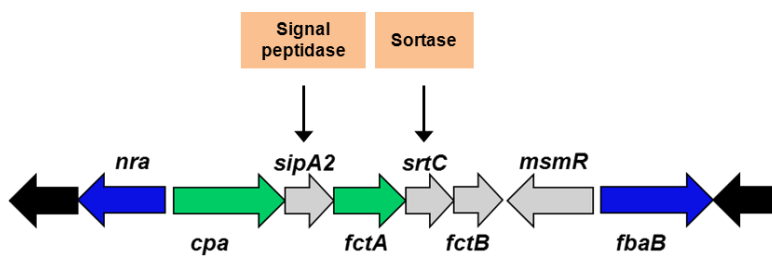 Signal
peptidase
Sortase
nra
sipA2
srtC
msmR
cpa
fctA
fctB
fbaB